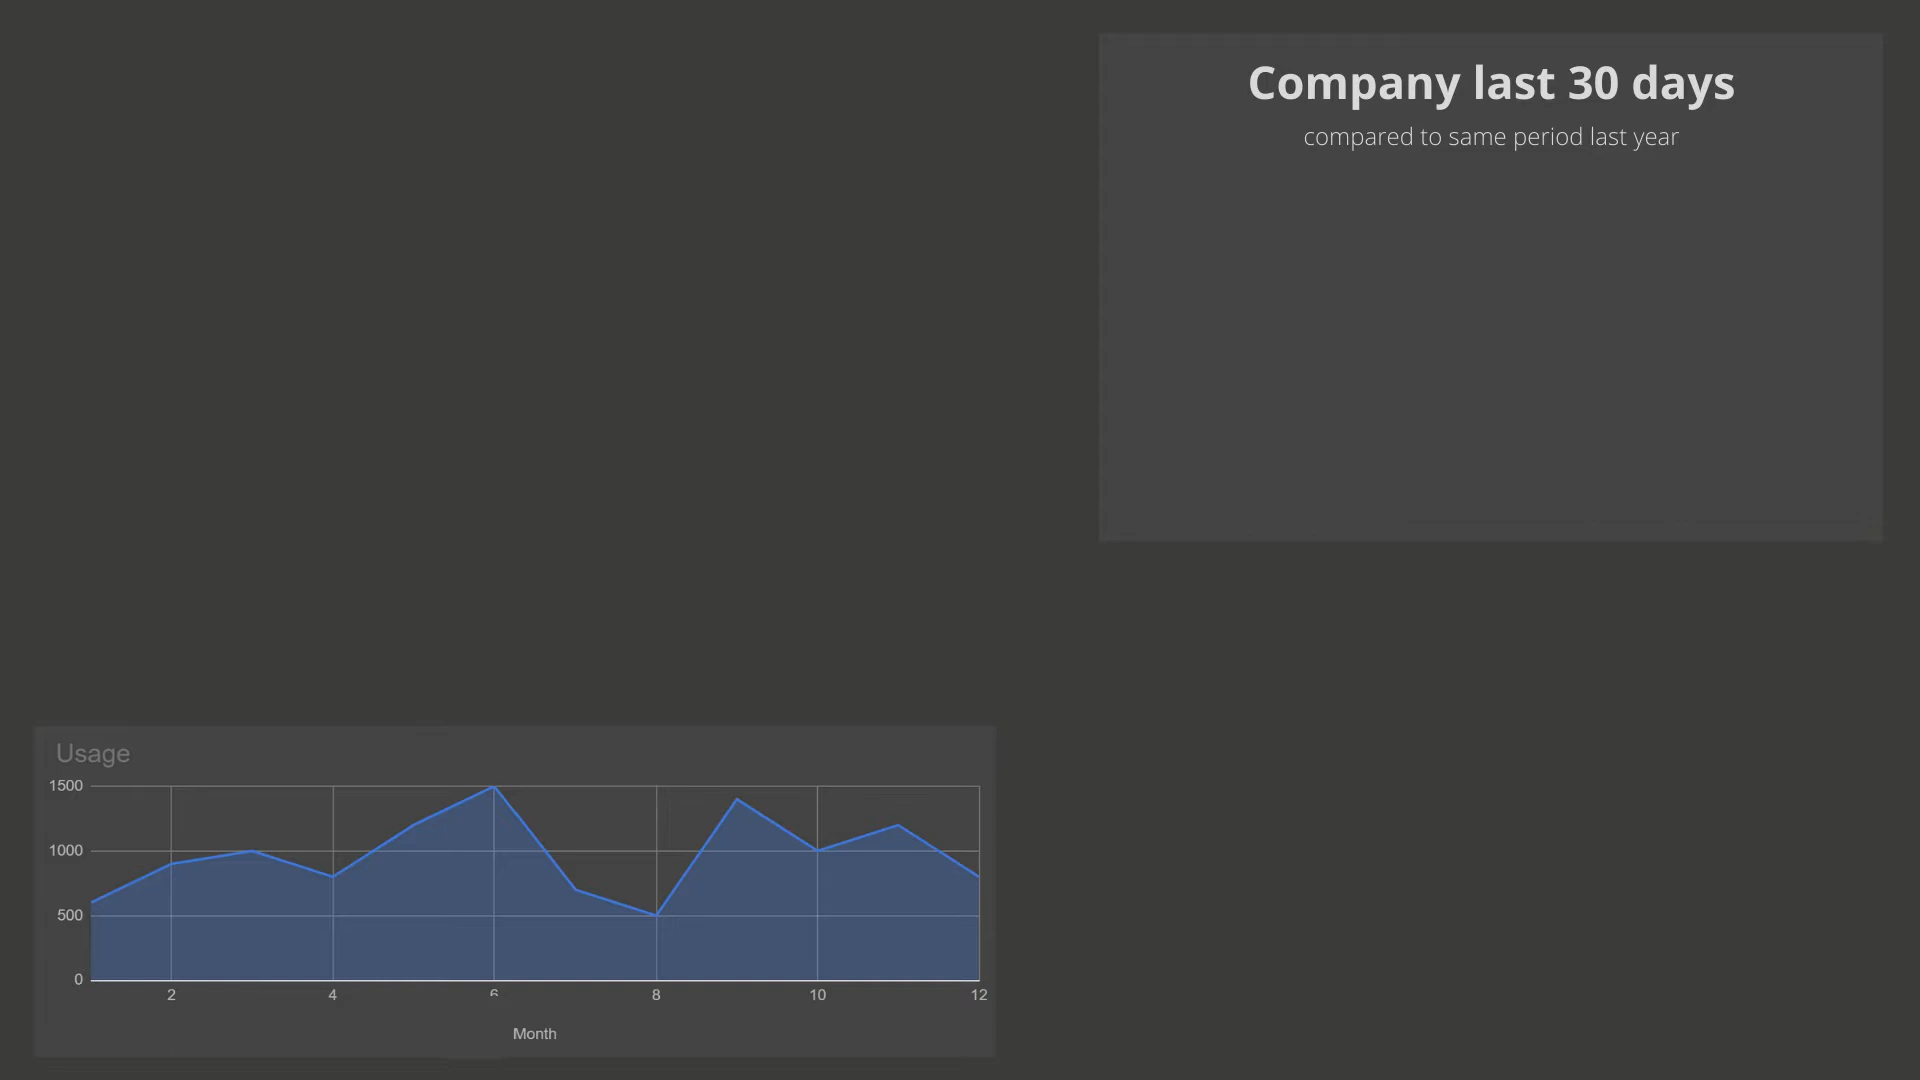 Company last 30 days
compared to same period last year
Usage
1500
1000
500
0
2 4 6 8 10 12
Month